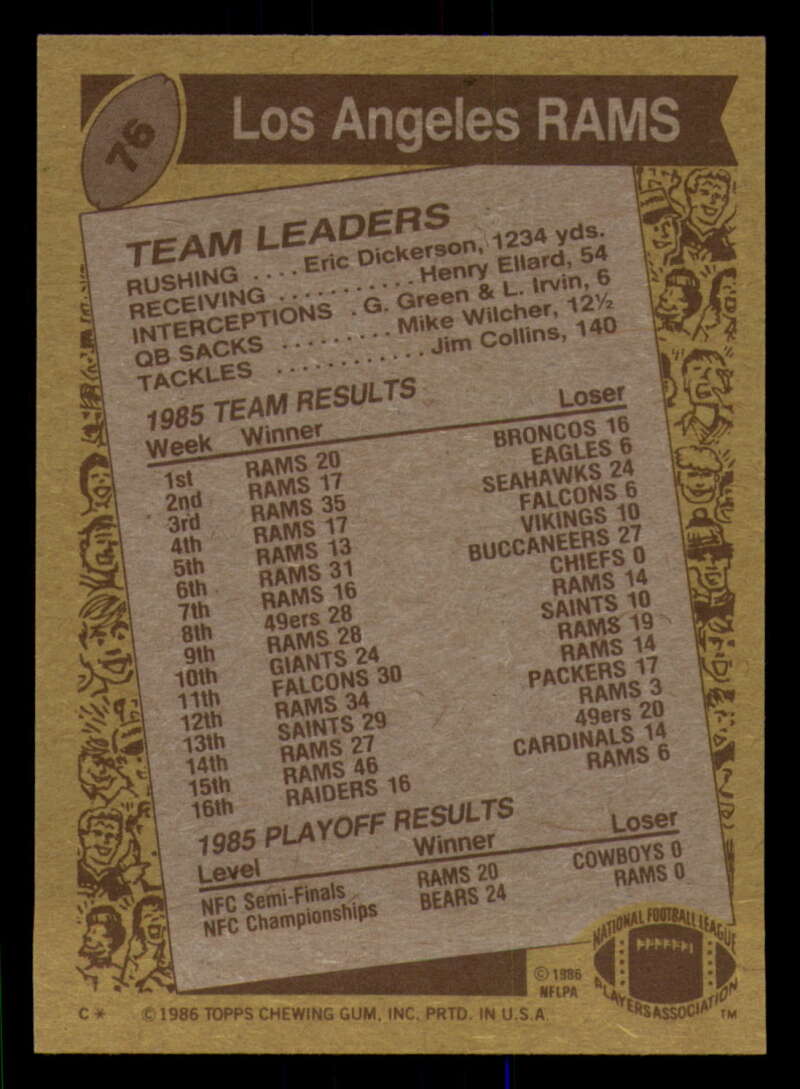 76
Los Angeles RAMS
TEAM LEADERS
RUSHING .... Eric Dickerson, 1234 yds.
RECEIVING .......... Henry Ellard, 54
INTERCEPTIONS . G. Green & L. Irvin, 6
QB SACKS ......... Mike Wilcher, 12½
TACKLES ............ Jim Collins, 140
1985 TEAM RESULTS
Week Winner Loser
1st RAMS 20 BRONCOS 16
2nd RAMS 17 EAGLES 6
3rd RAMS 35 SEAHAWKS 24
4th RAMS 17 FALCONS 6
5th RAMS 13 VIKINGS 10
6th RAMS 31 BUCCANEERS 27
7th RAMS 16 CHIEFS 0
8th 49ers 28 RAMS 14
9th RAMS 28 SAINTS 10
10th GIANTS 24 RAMS 19
11th FALCONS 30 RAMS 14
12th RAMS 34 PACKERS 17
13th SAINTS 29 RAMS 3
14th RAMS 27 49ers 20
15th RAMS 46 CARDINALS 14
16th RAIDERS 16 RAMS 6
1985 PLAYOFF RESULTS
Level Winner Loser
NFC Semi-Finals RAMS 20 COWBOYS 0
NFC Championships BEARS 24 RAMS 0
NATIONAL FOOTBALL LEAGUE
PLAYERS ASSOCIATION
TM
© 1986
NFLPA
C* © 1986 TOPPS CHEWING GUM, INC. PRTD. IN U.S.A.